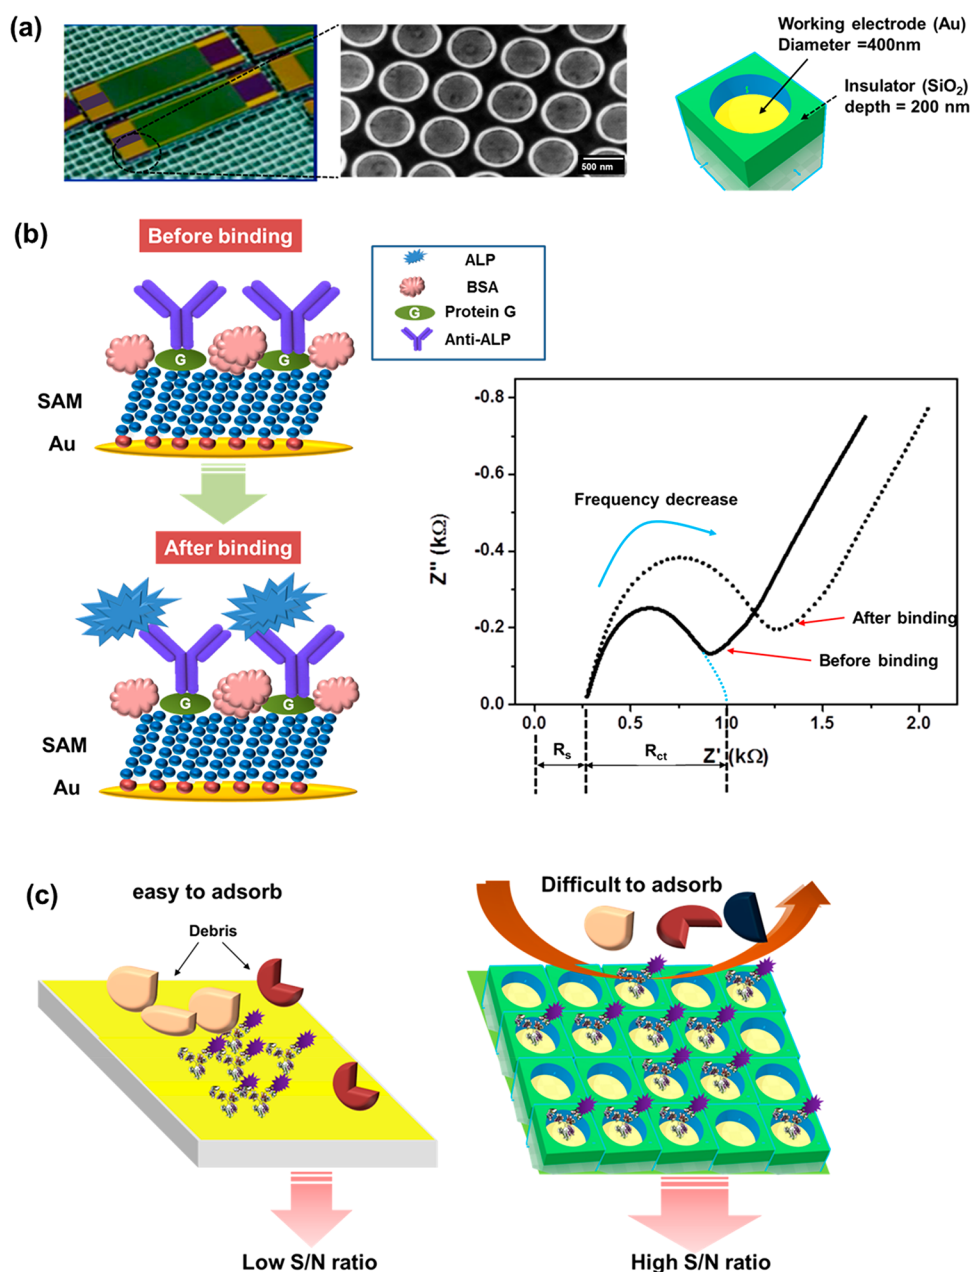 (a)
Working electrode (Au)
Diameter =400nm
Insulator (SiO2)
depth = 200 nm
500 nm
(b)
Before binding
ALP
BSA
G Protein G
Anti-ALP
G G
SAM
Au
After binding
G G
SAM
Au
-0.8
-0.6
-0.4
-0.2
0.0
Z'' (kΩ)
Frequency decrease
After binding
Before binding
0.0 0.5 1.0 1.5 2.0
Rs Rct Z' (kΩ)
(c)
easy to adsorb
Debris
Low S/N ratio
Difficult to adsorb
High S/N ratio